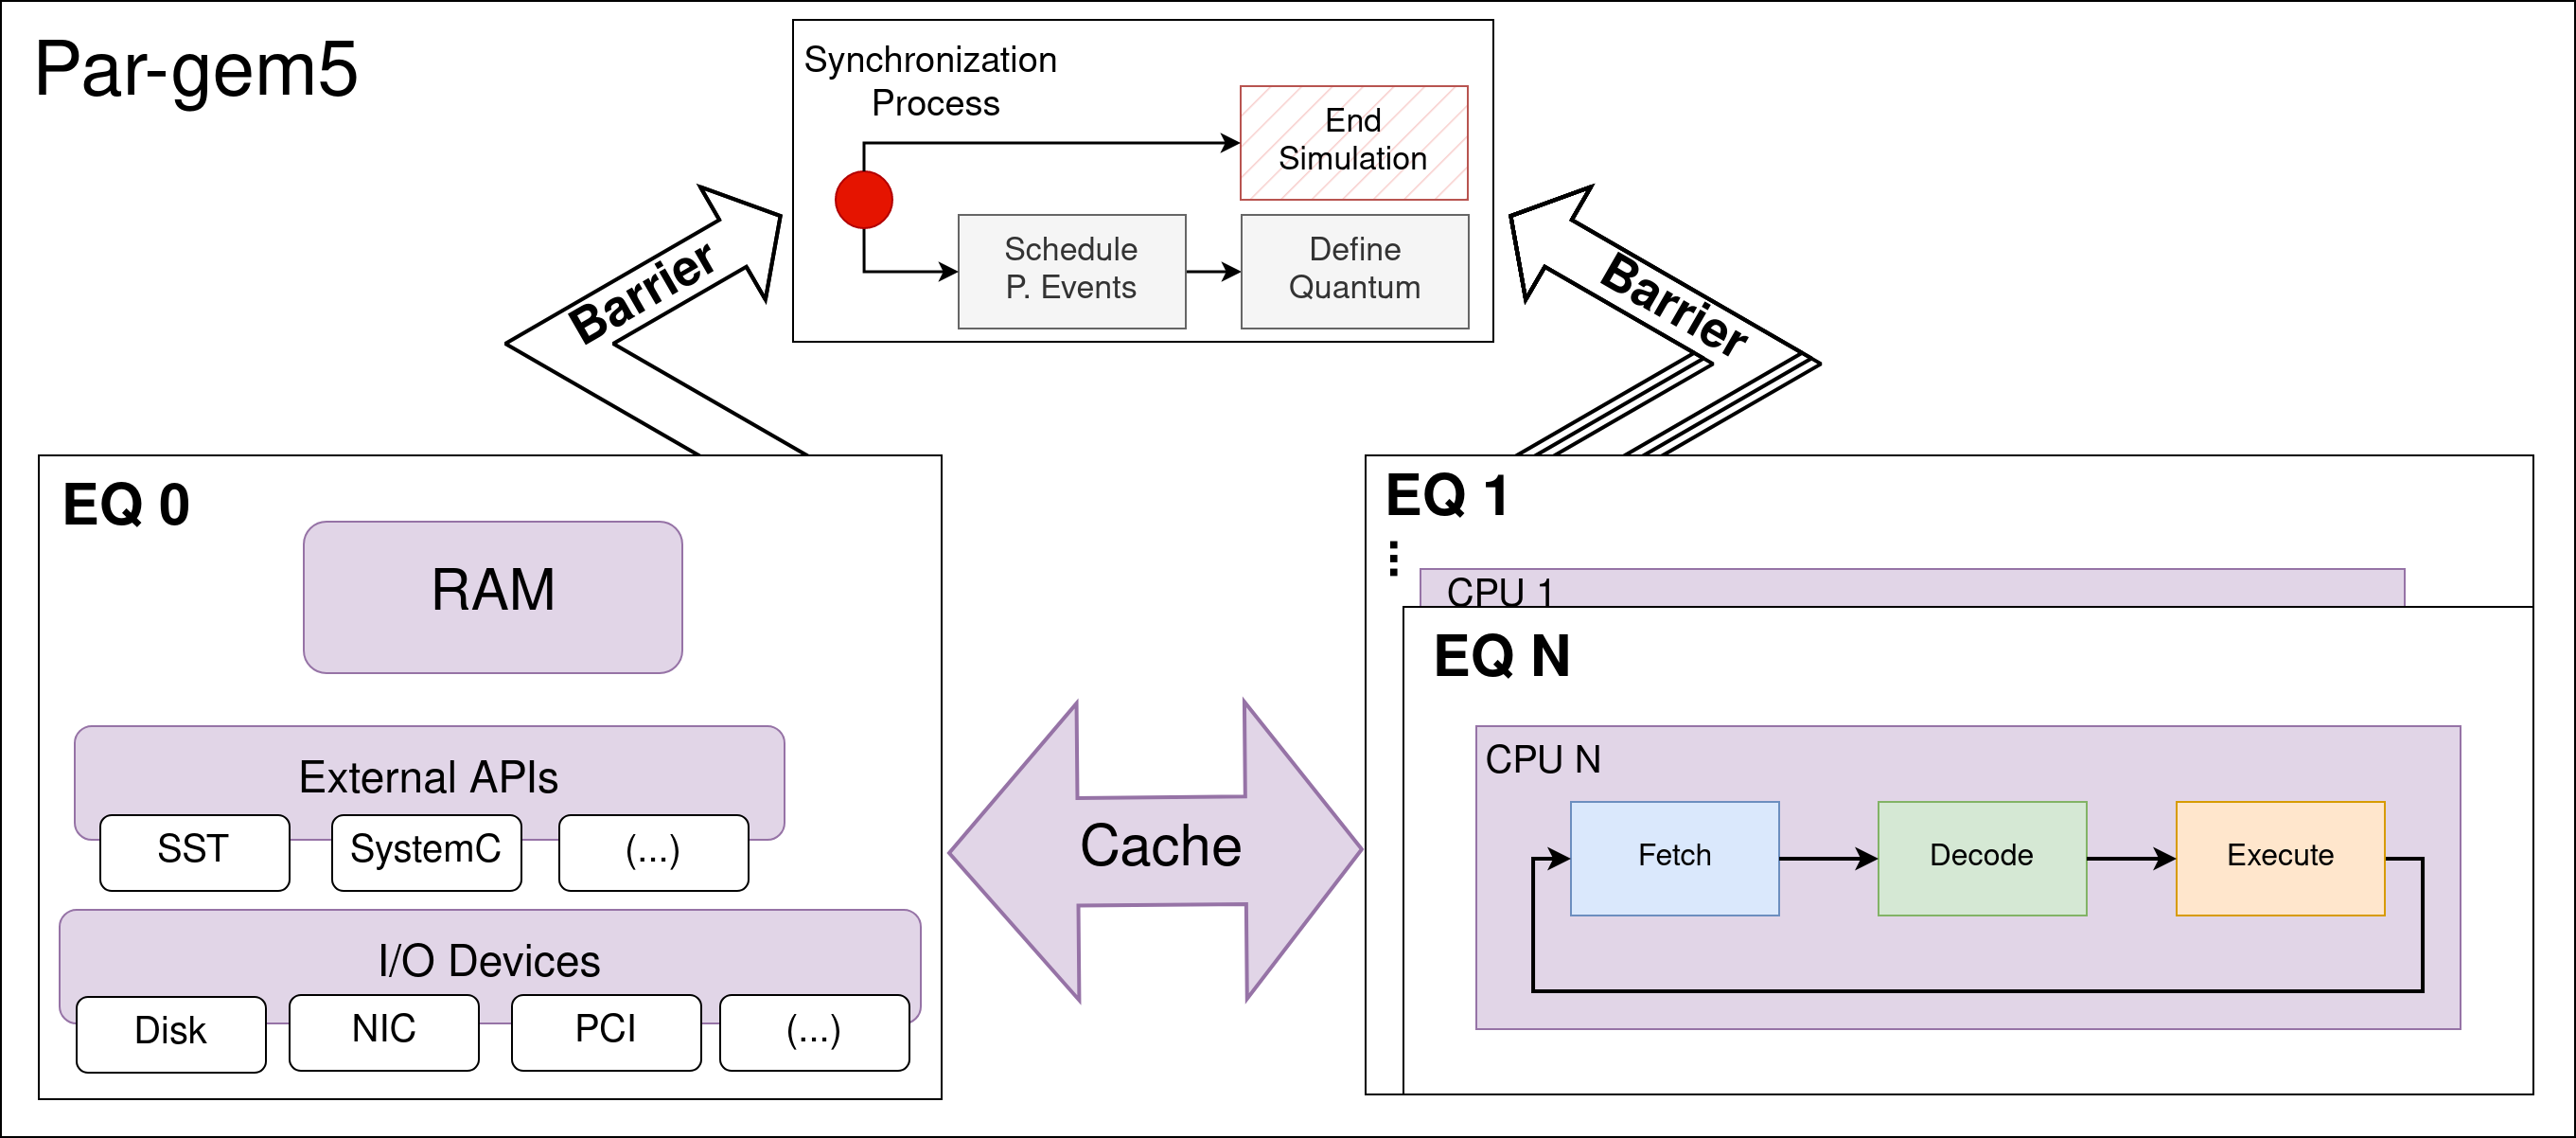 Par-gem5
Synchronization
Process
End
Simulation
Schedule
P. Events
Define
Quantum
Barrier
Barrier
EQ 0
RAM
External APIs
SST
SystemC
(...)
I/O Devices
Disk
NIC
PCI
(...)
Cache
EQ 1
...
CPU 1
EQ N
CPU N
Fetch
Decode
Execute